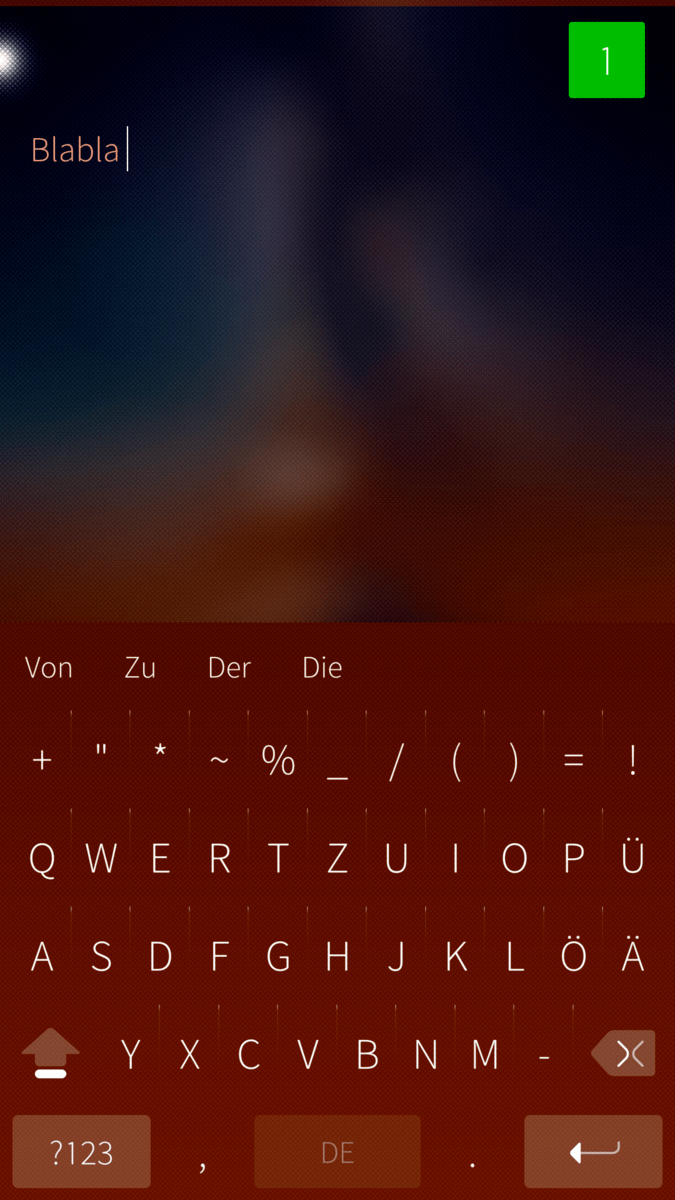 1
Blabla
Von Zu Der Die
+ " * ~ % _ / ( ) = !
Q W E R T Z U I O P Ü
A S D F G H J K L Ö Ä
Y X C V B N M -
?123 , DE .